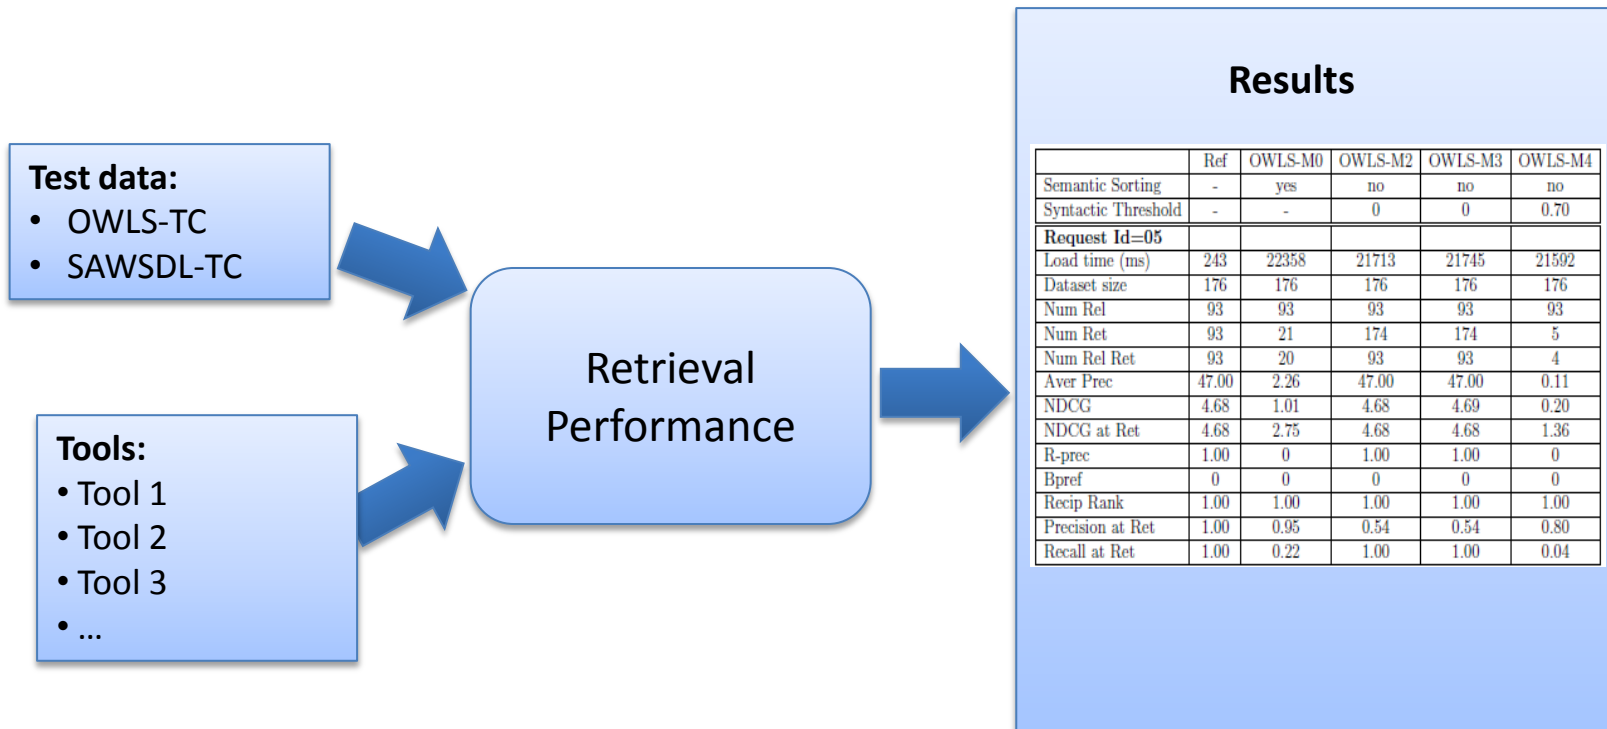 Test data:
• OWLS-TC
• SAWSDL-TC
Tools:
• Tool 1
• Tool 2
• Tool 3
• ...
Retrieval
Performance
Results
Ref OWLS-M0 OWLS-M2 OWLS-M3 OWLS-M4
Semantic Sorting - yes no no no
Syntactic Threshold - - 0 0 0.70
Request Id=05
Load time (ms) 243 22358 21713 21745 21592
Dataset size 176 176 176 176 176
Num Rel 93 93 93 93 93
Num Ret 93 21 174 174 5
Num Rel Ret 93 20 93 93 4
Aver Prec 47.00 2.26 47.00 47.00 0.11
NDCG 4.68 1.01 4.68 4.69 0.20
NDCG at Ret 4.68 2.75 4.68 4.68 1.36
R-prec 1.00 0 1.00 1.00 0
Bpref 0 0 0 0 0
Recip Rank 1.00 1.00 1.00 1.00 1.00
Precision at Ret 1.00 0.95 0.54 0.54 0.80
Recall at Ret 1.00 0.22 1.00 1.00 0.04